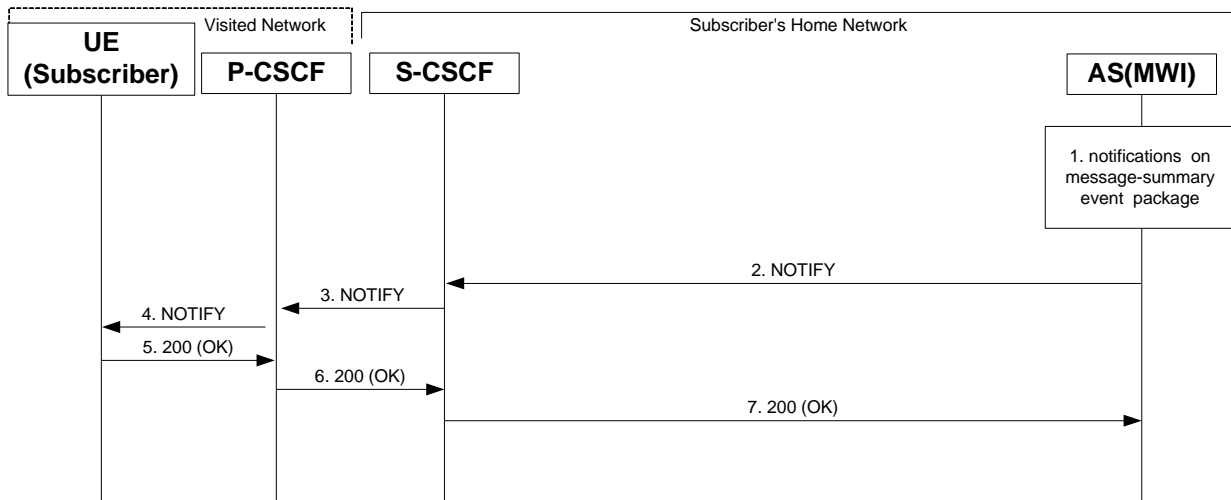 Visited Network
Subscriber's Home Network
UE
(Subscriber)
P-CSCF
S-CSCF
AS(MWI)
1. notifications on
message-summary
event package
2. NOTIFY
3. NOTIFY
4. NOTIFY
5. 200 (OK)
6. 200 (OK)
7. 200 (OK)